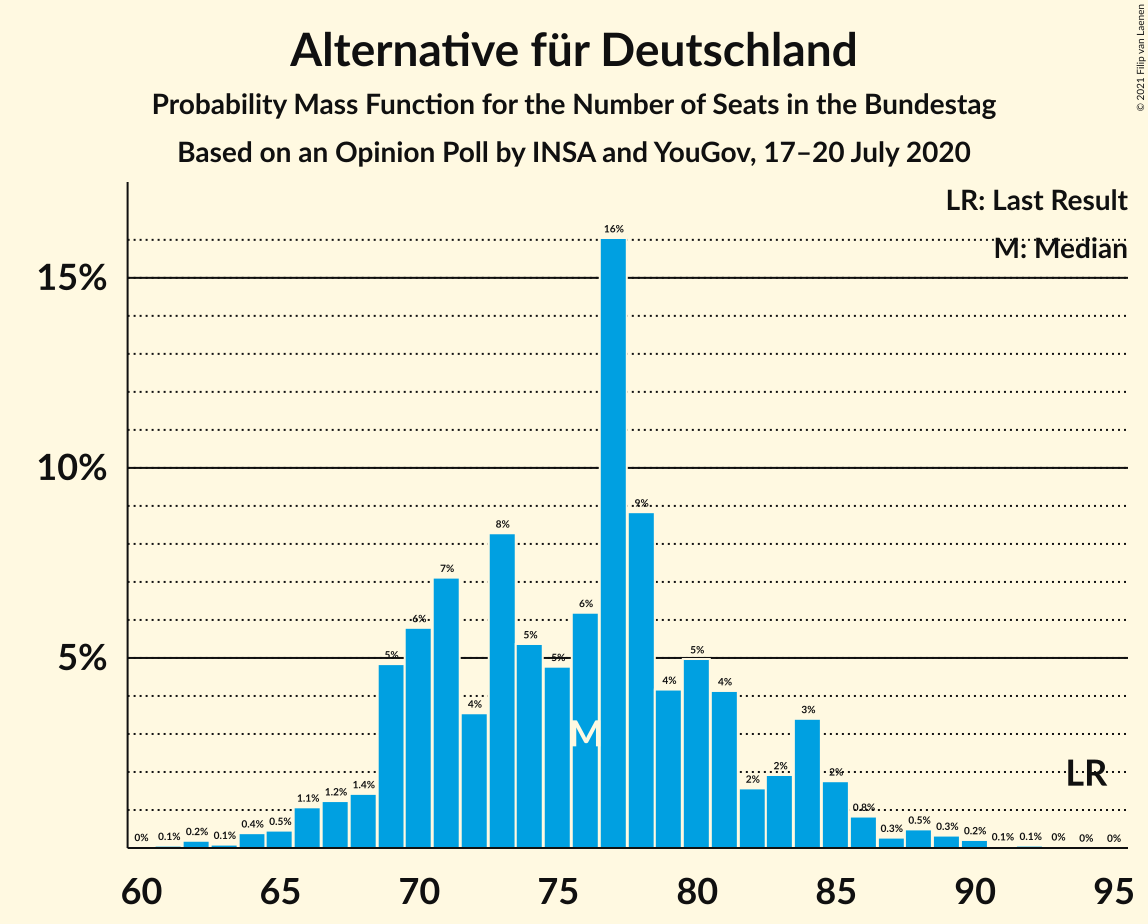 Alternative für Deutschland
Probability Mass Function for the Number of Seats in the Bundestag
Based on an Opinion Poll by INSA and YouGov, 17–20 July 2020
© 2021 Filip van Laenen
LR: Last Result
M: Median
15%
10%
5%
0% 0.1% 0.2% 0.1% 0.4% 0.5% 1.1% 1.2% 1.4% 5% 6% 7% 4% 8% 5% 5% 6% 16% 9% 4% 5% 4% 2% 2% 3% 2% 0.8% 0.3% 0.5% 0.3% 0.2% 0.1% 0.1% 0% 0% 0%
M
LR
60 65 70 75 80 85 90 95